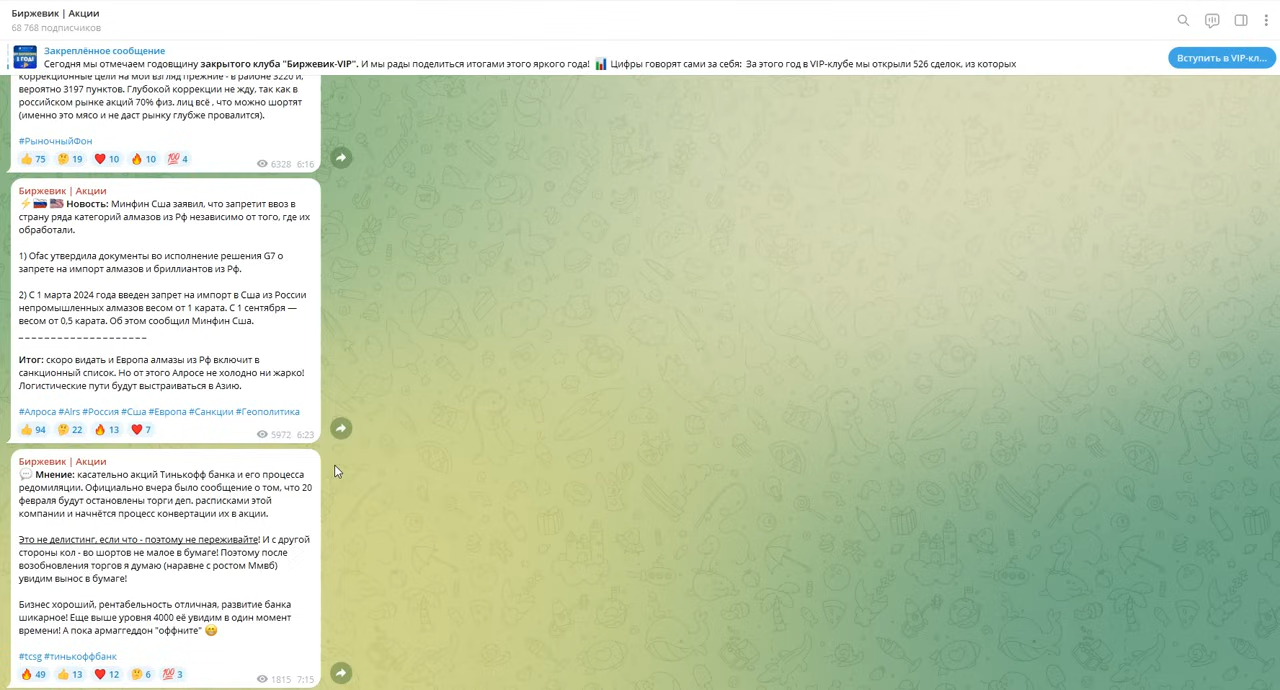 Биржевик | Акции
68 768 подписчиков
Закреплённое сообщение
Сегодня мы отмечаем годовщину закрытого клуба "Биржевик-VIP". И мы рады поделиться итогами этого яркого года! 📊 Цифры говорят сами за себя: За этот год в VIP-клубе мы открыли 526 сделок, из которых
Вступить в VIP-кл...
коррекционные цели на мой взгляд прежние - в районе 3220 и,
вероятно 3197 пунктов. Глубокой коррекции не жду, так как в
российском рынке акций 70% физ. лиц всё , что можно шортят
(именно это мясо и не даст рынку глубже провалится).
#РыночныйФон
👍 75 🤔 19 ❤️ 10 🔥 10 💯 4 6328 6:16
Биржевик | Акции
⚡️🇷🇺 🇺🇸 Новость: Минфин Сша заявил, что запретит ввоз в
страну ряда категорий алмазов из Рф независимо от того, где их
обработали.
1) Ofac утвердила документы во исполнение решения G7 о
запрете на импорт алмазов и бриллиантов из Рф.
2) С 1 марта 2024 года введен запрет на импорт в Сша из России
непромышленных алмазов весом от 1 карата. С 1 сентября —
весом от 0,5 карата. Об этом сообщил Минфин Сша.
_ _ _ _ _ _ _ _ _ _ _ _ _ _ _ _ _ _ _ _
Итог: скоро видать и Европа алмазы из Рф включит в
санкционный список. Но от этого Алросе не холодно ни жарко!
Логистические пути будут выстраиваться в Азию.
#Алроса #Alrs #Россия #Сша #Европа #Санкции #Геополитика
👍 94 🤔 22 🔥 13 ❤️ 7 5972 6:23
Биржевик | Акции
💬 Мнение: касательно акций Тинькофф банка и его процесса
редомиляции. Официально вчера было сообщение о том, что 20
февраля будут остановлены торги деп. расписками этой
компании и начнётся процесс конвертации их в акции.
Это не делистинг, если что - поэтому не переживайте! И с другой
стороны кол - во шортов не малое в бумаге! Поэтому после
возобновления торгов я думаю (наравне с ростом Ммвб)
увидим вынос в бумаге!
Бизнес хороший, рентабельность отличная, развитие банка
шикарное! Еще выше уровня 4000 её увидим в один момент
времени! А пока армаггеддон "оффните" 😁
#tcsg #тинькоффбанк
🔥 49 👍 13 ❤️ 12 🤔 6 💯 3 1815 7:15